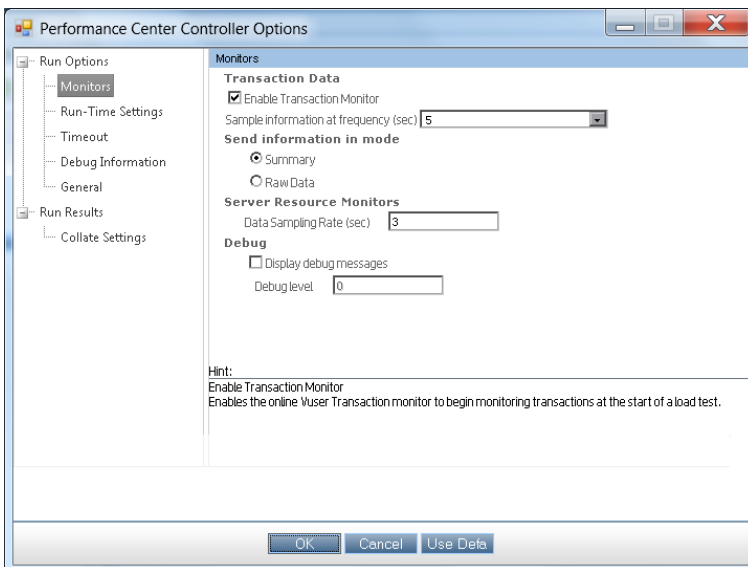 Performance Center Controller Options
Run Options
Monitors
Run-Time Settings
Timeout
Debug Information
General
Run Results
Collate Settings
Monitors
Transaction Data
Enable Transaction Monitor
Sample information at frequency (sec) 5
Send information in mode
Summary
Raw Data
Server Resource Monitors
Data Sampling Rate (sec) 3
Debug
Display debug messages
Debug level 0
Hint:
Enable Transaction Monitor
Enables the online Vuser Transaction monitor to begin monitoring transactions at the start of a load test.
OK Cancel Use Defa